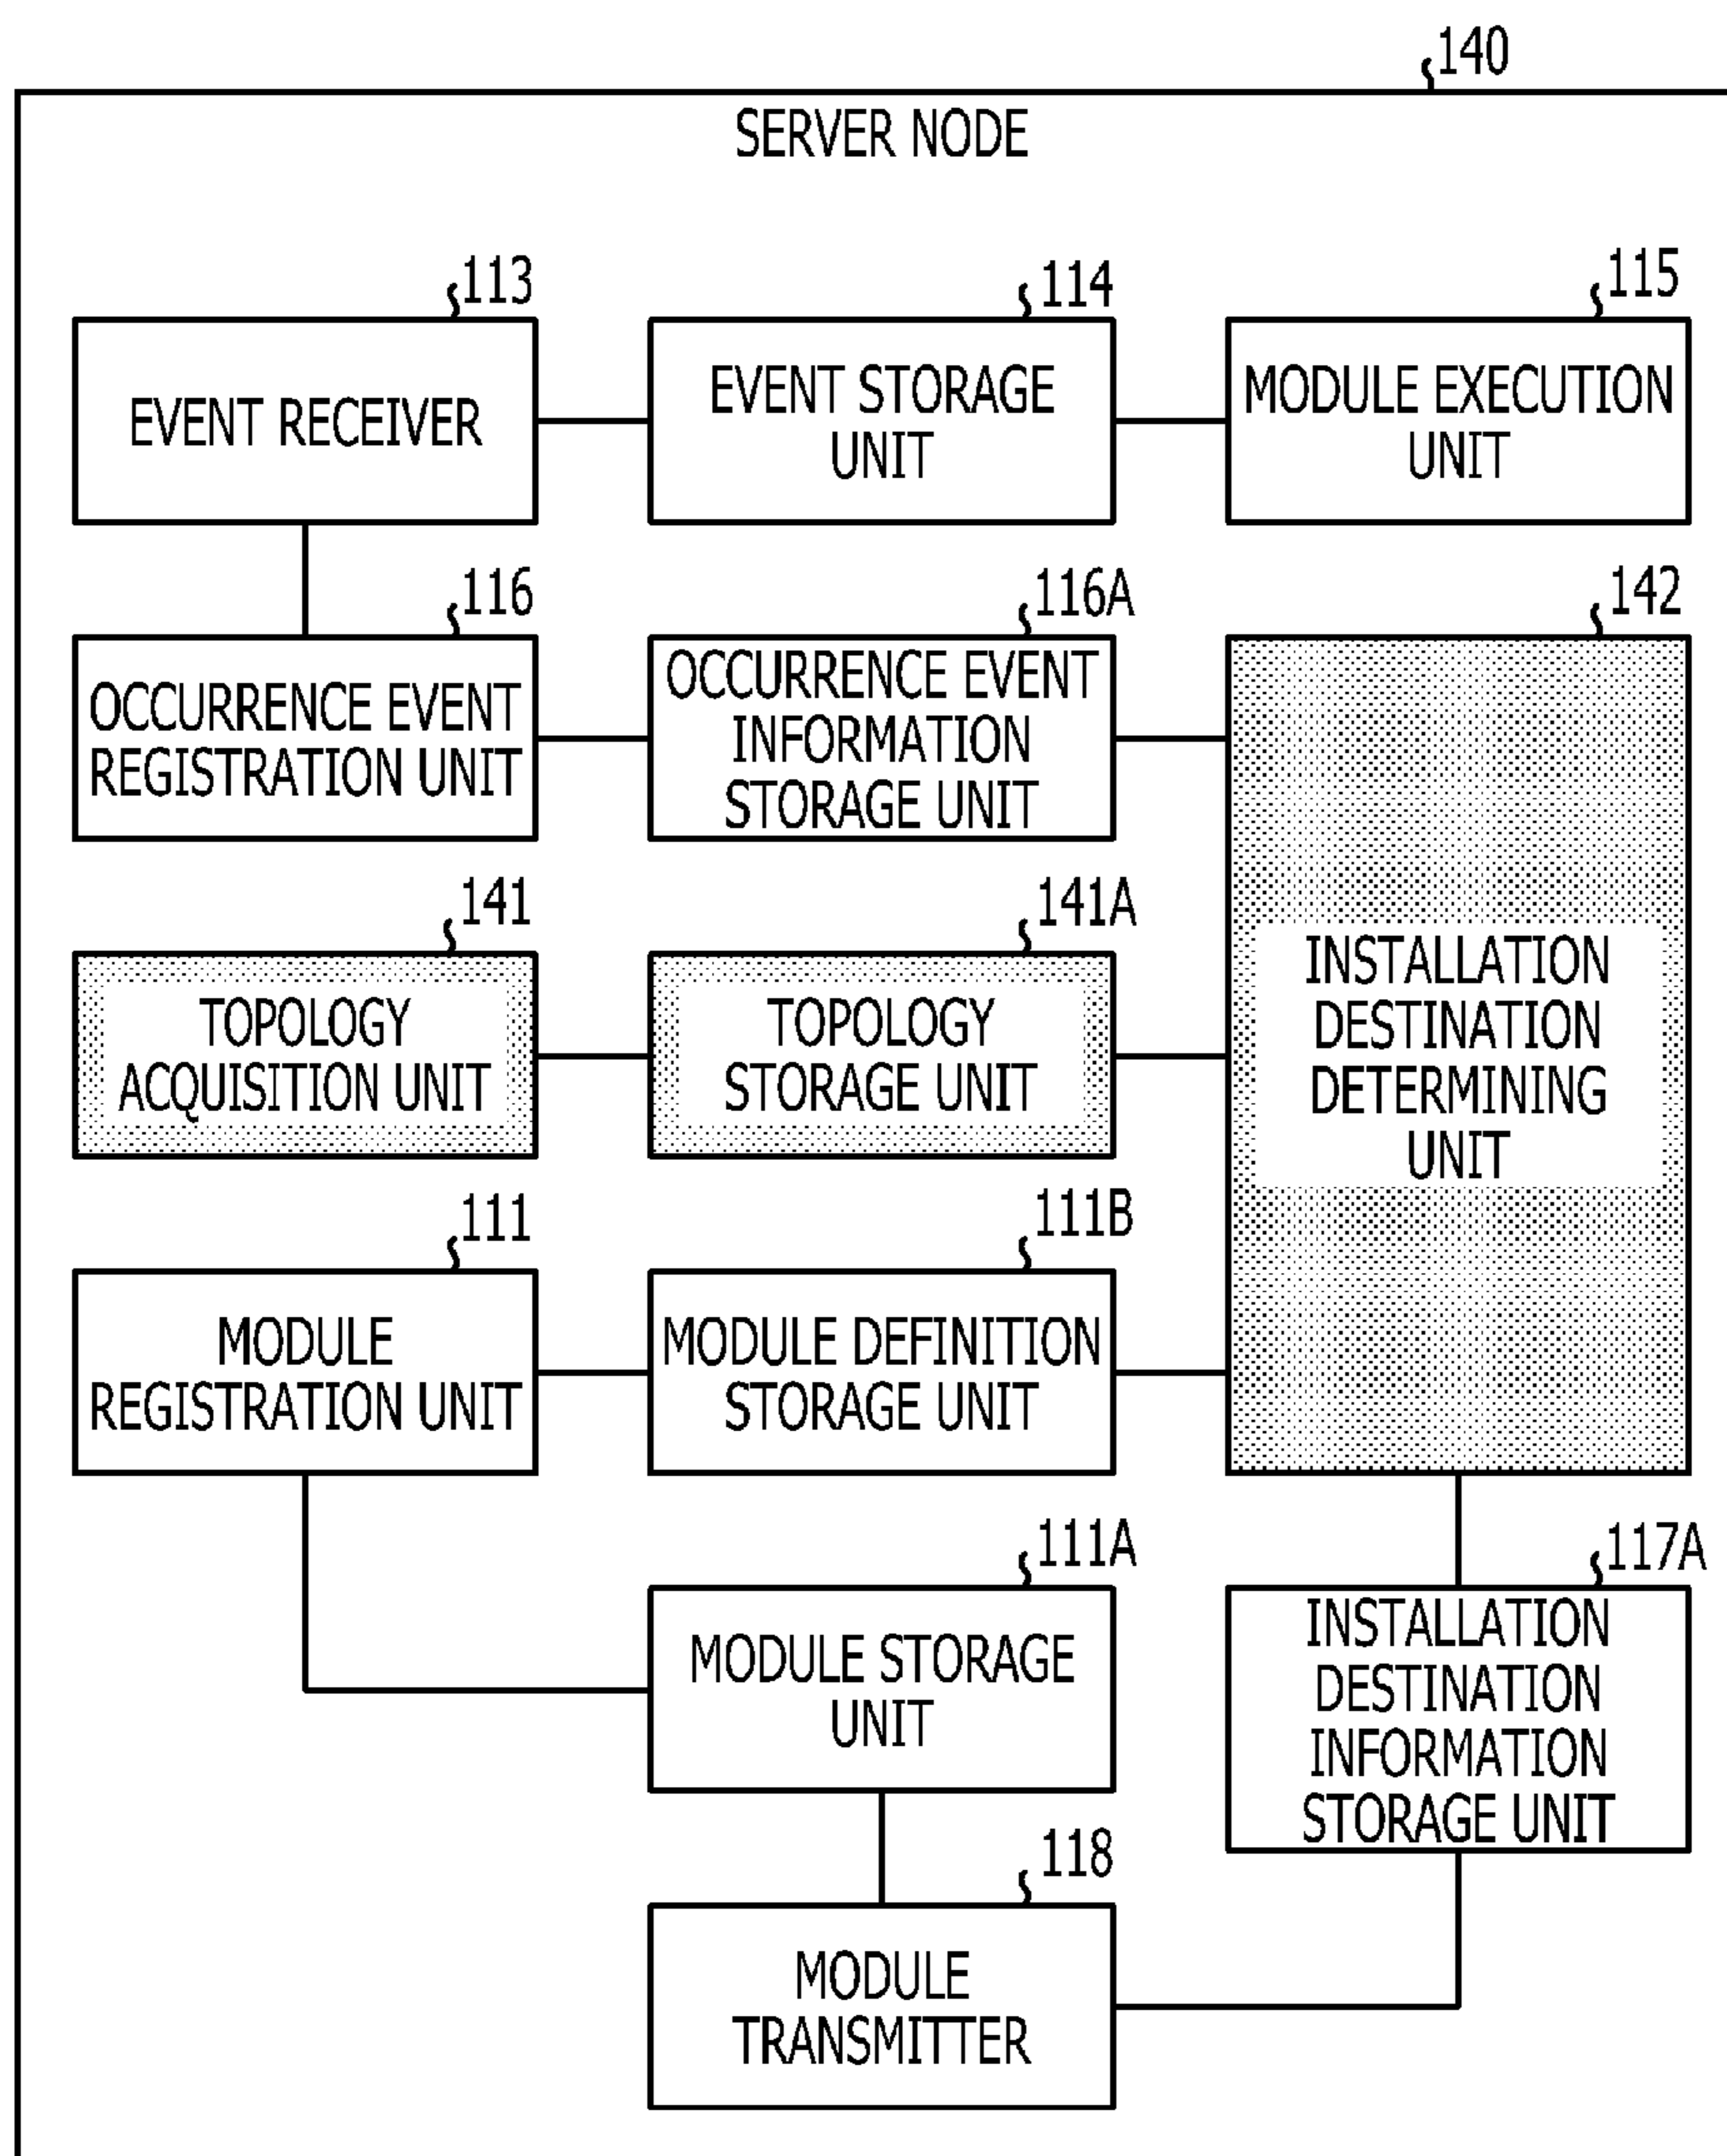 140
SERVER NODE
113
EVENT RECEIVER
114
EVENT STORAGE
UNIT
115
MODULE EXECUTION
UNIT
116
OCCURRENCE EVENT
REGISTRATION UNIT
116A
OCCURRENCE EVENT
INFORMATION
STORAGE UNIT
142
INSTALLATION
DESTINATION
DETERMINING
UNIT
141
TOPOLOGY
ACQUISITION UNIT
141A
TOPOLOGY
STORAGE UNIT
111
MODULE
REGISTRATION UNIT
111B
MODULE DEFINITION
STORAGE UNIT
111A
MODULE STORAGE
UNIT
117A
INSTALLATION
DESTINATION
INFORMATION
STORAGE UNIT
118
MODULE
TRANSMITTER